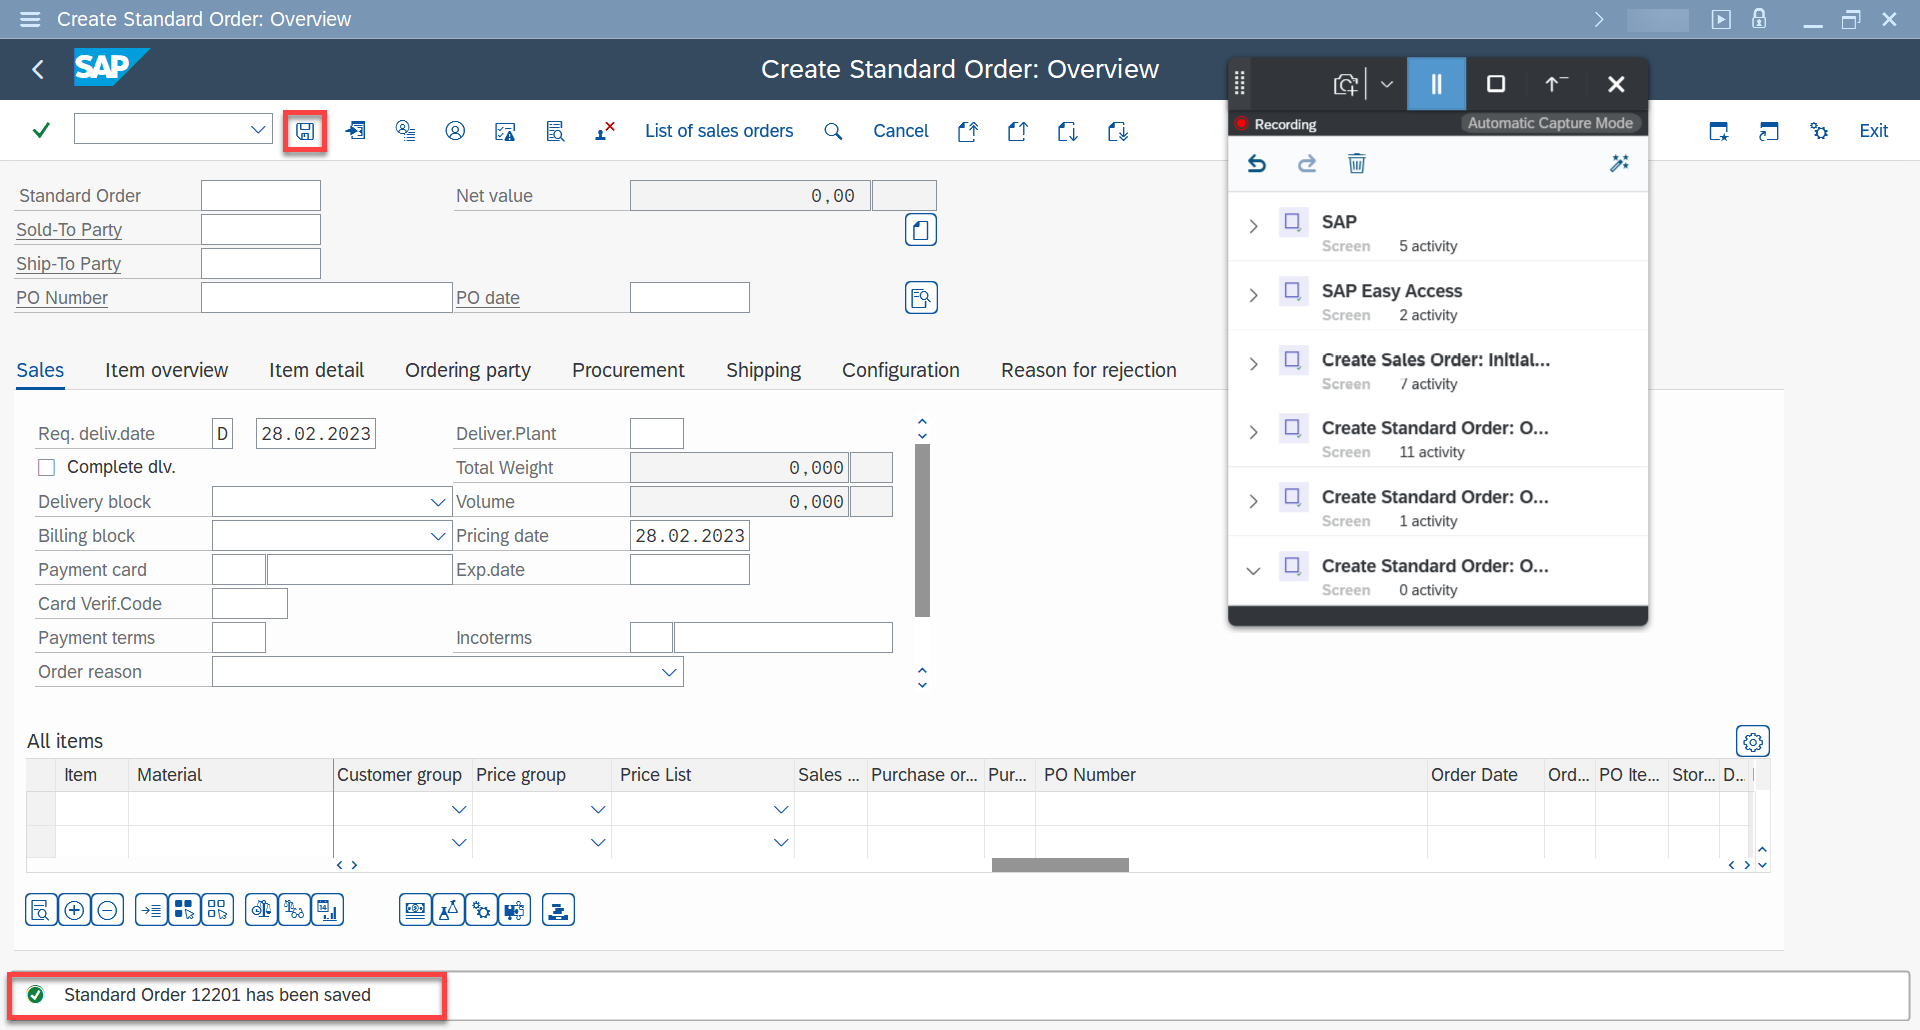 Create Standard Order: Overview
SAP
Create Standard Order: Overview
List of sales orders
Cancel
Exit
Standard Order
Net value
0,00
Sold-To Party
Ship-To Party
PO Number
PO date
Sales
Item overview
Item detail
Ordering party
Procurement
Shipping
Configuration
Reason for rejection
Req. deliv.date
D
28.02.2023
Deliver.Plant
Complete dlv.
Total Weight
0,000
Delivery block
Volume
0,000
Billing block
Pricing date
28.02.2023
Payment card
Exp.date
Card Verif.Code
Payment terms
Incoterms
Order reason
Recording
Automatic Capture Mode
SAP
Screen 5 activity
SAP Easy Access
Screen 2 activity
Create Sales Order: Initial...
Screen 7 activity
Create Standard Order: O...
Screen 11 activity
Create Standard Order: O...
Screen 1 activity
Create Standard Order: O...
Screen 0 activity
All items
Item
Material
Customer group
Price group
Price List
Sales ...
Purchase or...
Pur...
PO Number
Order Date
Ord...
PO Ite...
Stor...
D...
14
Standard Order 12201 has been saved